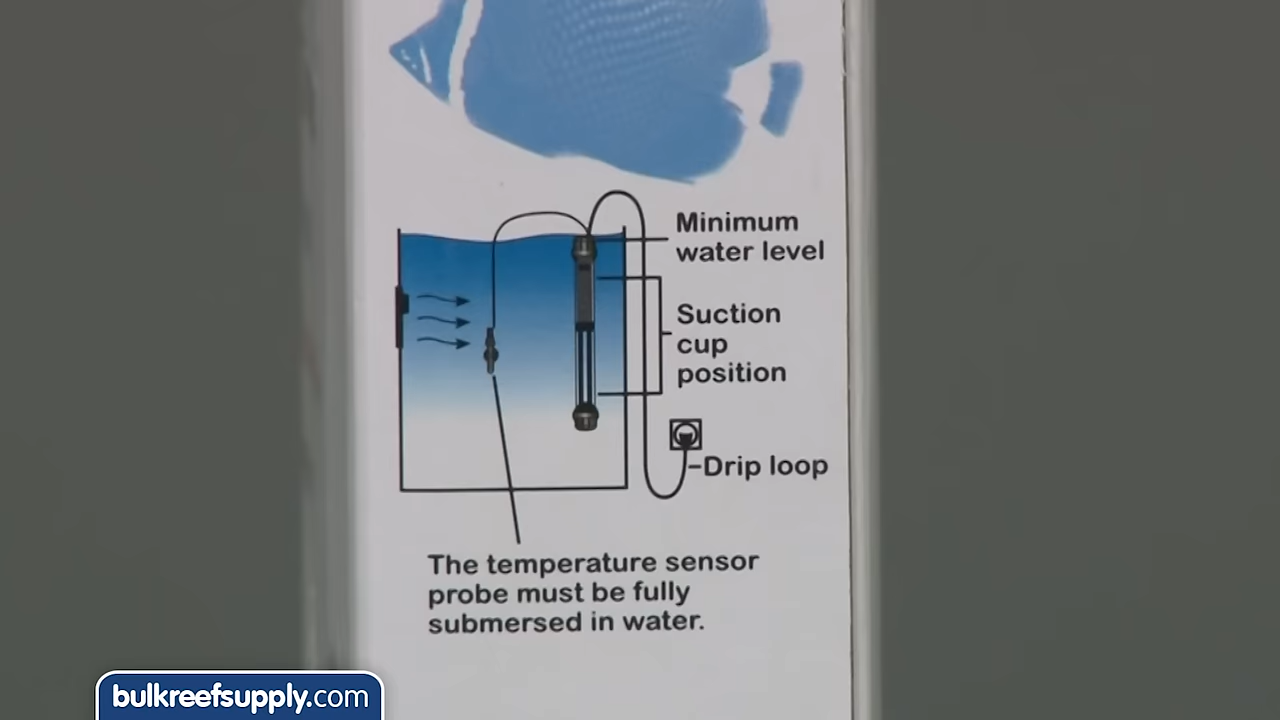 Minimum
water level
Suction
cup
position
Drip loop
The temperature sensor
probe must be fully
submersed in water.
bulkreefsupply.com